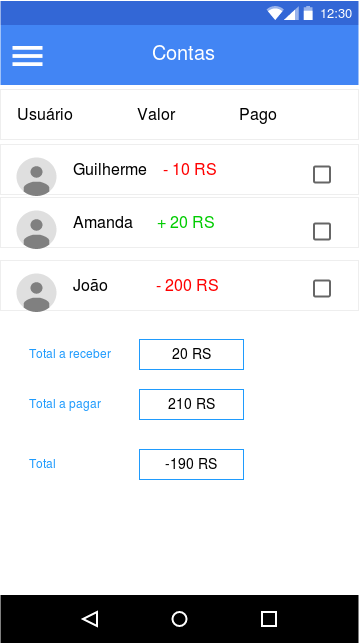 12:30
Contas
Usuário Valor Pago
Guilherme - 10 RS
Amanda + 20 RS
João - 200 RS
Total a receber 20 RS
Total a pagar 210 RS
Total -190 RS